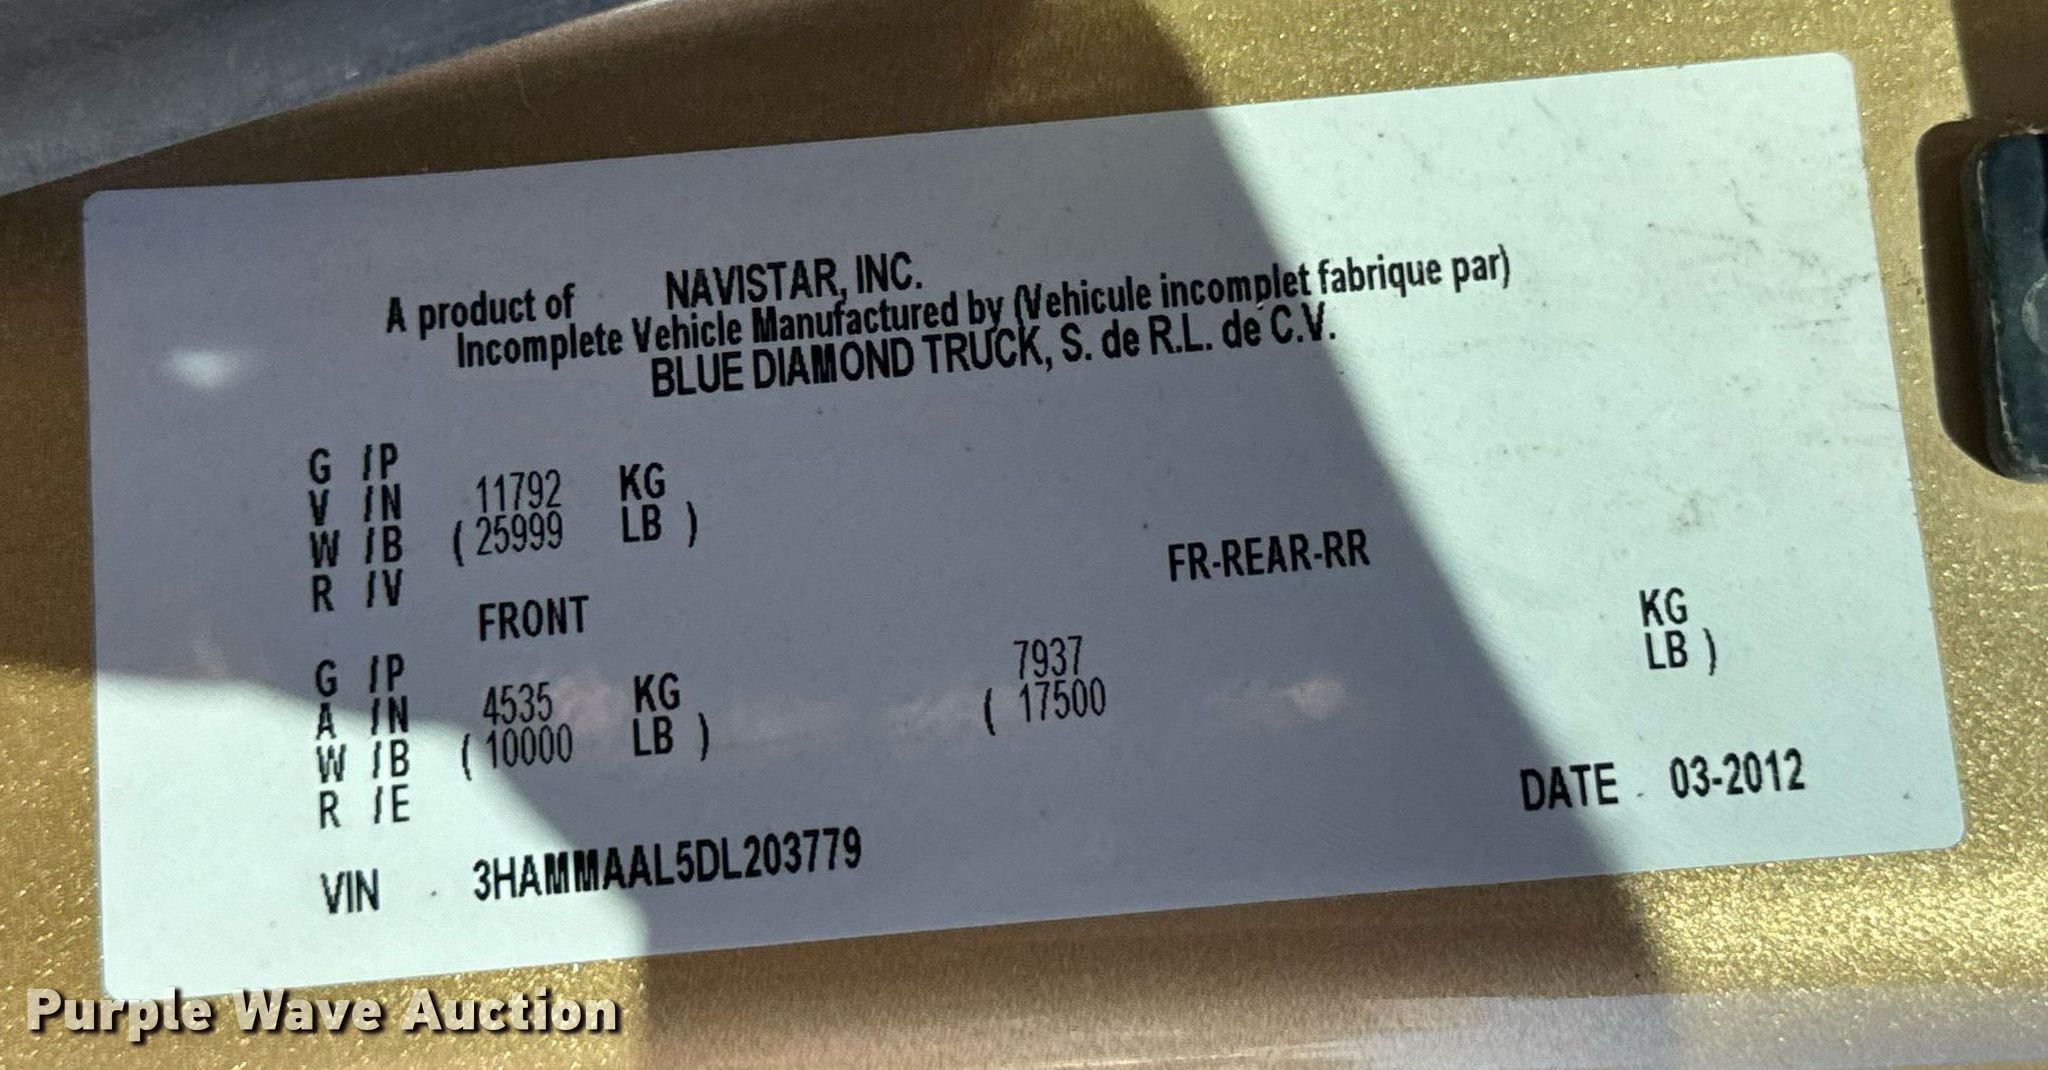 A product of NAVISTAR, INC.
Incomplete Vehicle Manufactured by (Vehicule incomplet fabrique par)
BLUE DIAMOND TRUCK, S. de R.L. de C.V.
G /P
V /N 11792 KG
W /B ( 25999 LB )
R /V
FRONT FR-REAR-RR
G /P
A /N 4535 KG 7937 KG
W /B ( 10000 LB ) ( 17500 LB )
R /E
DATE 03-2012
VIN 3HAMMAAL5DL203779
Purple Wave Auction